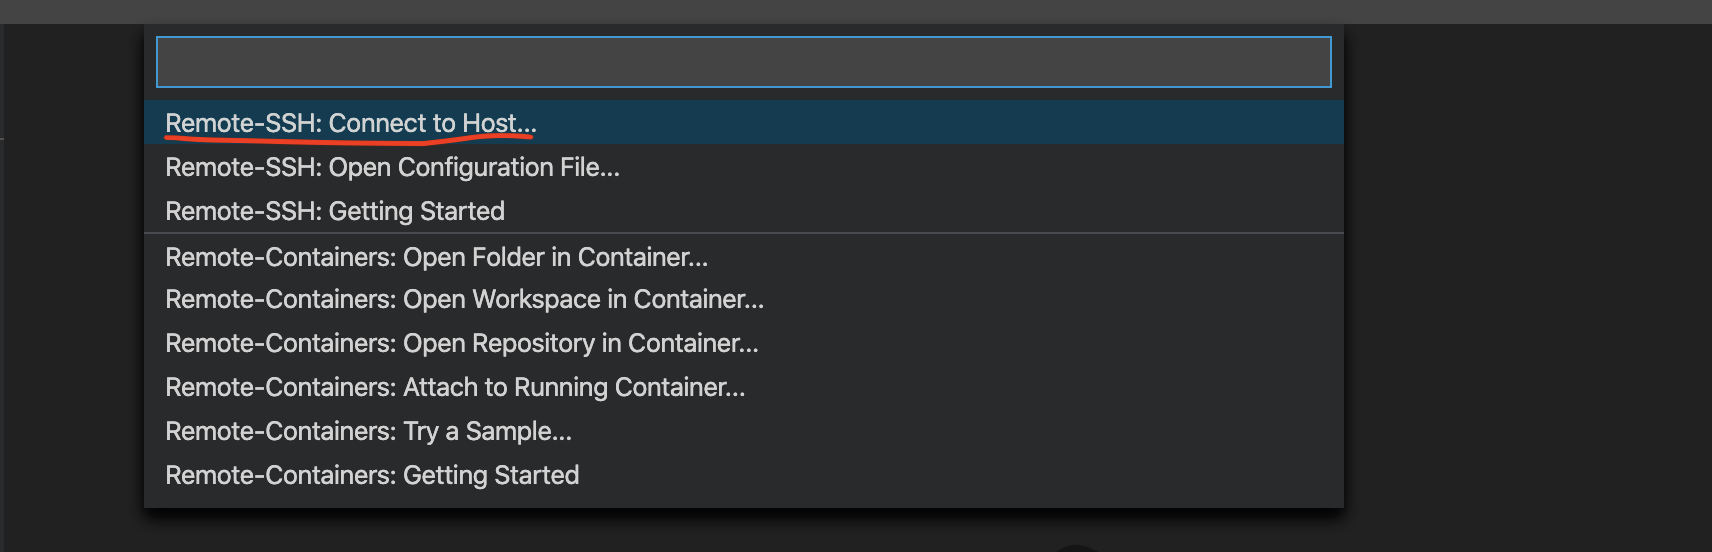 Remote-SSH: Connect to Host...
Remote-SSH: Open Configuration File...
Remote-SSH: Getting Started
Remote-Containers: Open Folder in Container...
Remote-Containers: Open Workspace in Container...
Remote-Containers: Open Repository in Container...
Remote-Containers: Attach to Running Container...
Remote-Containers: Try a Sample...
Remote-Containers: Getting Started